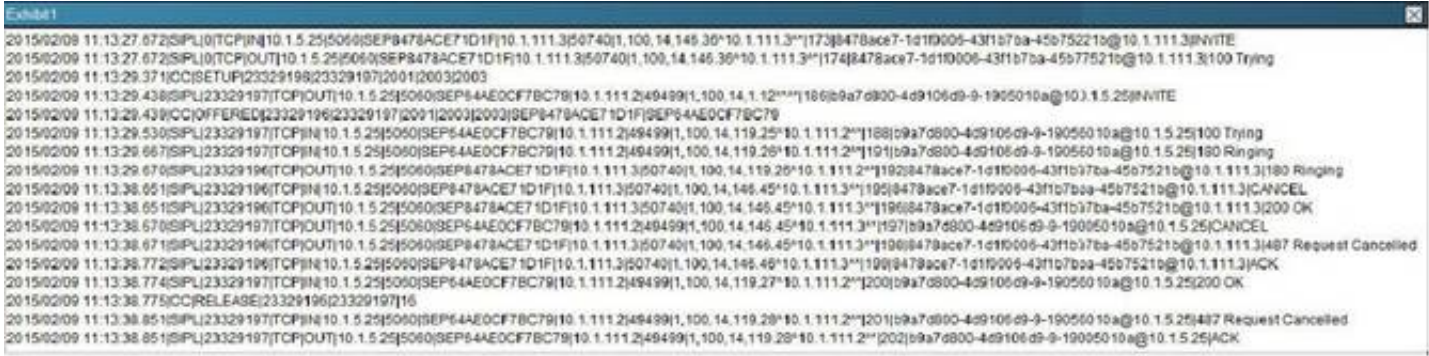 Exhibit1
2015/02/09 11:13:27.672|SIPL|0|TCP|IN|10.1.5.25|5060|SEP8478ACE71D1F|10.1.111.3|50740|1,100,14,146.36^10.1.111.3^*|173|8478ace7-1d1f0006-43f1b7ba-45b75221b@10.1.111.3|INVITE
2015/02/09 11:13:27.672|SIPL|0|TCP|OUT|10.1.5.25|5060|SEP8478ACE71D1F|10.1.111.3|50740|1,100,14,146.36^10.1.111.3^*|174|8478ace7-1d1f0006-43f1b7ba-45b77521b@10.1.111.3|100 Trying
2015/02/09 11:13:29.371|CC|SETUP|23329196|23329197|2001|2003|2003
2015/02/09 11:13:29.438|SIPL|23329197|TCP|OUT|10.1.5.25|5060|SEP64AE0CF7BC79|10.1.111.2|49499|1,100,14,1.12^*^*|186|b9a7d800-4d9106d9-9-1905010a@10.1.5.25|INVITE
2015/02/09 11:13:29.439|CC|OFFERED|23329196|23329197|2001|2003|2003|SEP8478ACE71D1F|SEP64AE0CF7BC79
2015/02/09 11:13:29.530|SIPL|23329197|TCP|IN|10.1.5.25|5060|SEP64AE0CF7BC79|10.1.111.2|49499|1,100,14,119.25^10.1.111.2^*|188|b9a7d800-4d9106d9-9-19056010a@10.1.5.25|100 Trying
2015/02/09 11:13:29.667|SIPL|23329197|TCP|IN|10.1.5.25|5060|SEP64AE0CF7BC79|10.1.111.2|49499|1,100,14,119.26^10.1.111.2^*|191|b9a7d800-4d9106d9-9-19056010a@10.1.5.25|180 Ringing
2015/02/09 11:13:29.670|SIPL|23329196|TCP|OUT|10.1.5.25|5060|SEP8478ACE71D1F|10.1.111.3|50740|1,100,14,119.26^10.1.111.2^*|192|8478ace7-1d1f0006-43f1b7ba-45b7521b@10.1.111.3|180 Ringing
2015/02/09 11:13:38.651|SIPL|23329196|TCP|IN|10.1.5.25|5060|SEP8478ACE71D1F|10.1.111.3|50740|1,100,14,146.45^10.1.111.3^*|195|8478ace7-1d1f0006-43f1b7baa-45b7521b@10.1.111.3|CANCEL
2015/02/09 11:13:38.651|SIPL|23329196|TCP|OUT|10.1.5.25|5060|SEP8478ACE71D1F|10.1.111.3|50740|1,100,14,146.45^10.1.111.3^*|196|8478ace7-1d1f0006-43f1b37ba-45b7521b@10.1.111.3|200 OK
2015/02/09 11:13:38.670|SIPL|23329197|TCP|OUT|10.1.5.25|5060|SEP64AE0CF7BC79|10.1.111.2|49499|1,100,14,146.45^10.1.111.3^*|197|b9a7d800-4d9106d9-9-19005010a@10.1.5.25|CANCEL
2015/02/09 11:13:38.671|SIPL|23329196|TCP|OUT|10.1.5.25|5060|SEP8478ACE71D1F|10.1.111.3|50740|1,100,14,146.45^10.1.111.3^*|198|8478ace7-1d1f0006-43f1b37ba-45b7521b@10.1.111.3|487 Request Cancelled
2015/02/09 11:13:38.772|SIPL|23329196|TCP|IN|10.1.5.25|5060|SEP8478ACE71D1F|10.1.111.3|50740|1,100,14,146.46^10.1.111.3^*|199|8478ace7-1d1f0006-43f1b7baa-45b7521b@10.1.111.3|ACK
2015/02/09 11:13:38.774|SIPL|23329197|TCP|IN|10.1.5.25|5060|SEP64AE0CF7BC79|10.1.111.2|49499|1,100,14,119.27^10.1.111.2^*|200|b9a7d800-4d9106d9-9-19056010a@10.1.5.25|200 OK
2015/02/09 11:13:38.775|CC|RELEASE|23329196|23329197|16
2015/02/09 11:13:38.851|SIPL|23329197|TCP|IN|10.1.5.25|5060|SEP64AE0CF7BC79|10.1.111.2|49499|1,100,14,119.28^10.1.111.2^*|201|b9a7d800-4d9106d9-9-19056010a@10.1.5.25|487 Request Cancelled
2015/02/09 11:13:38.851|SIPL|23329197|TCP|OUT|10.1.5.25|5060|SEP64AE0CF7BC79|10.1.111.2|49499|1,100,14,119.28^10.1.111.2^*|202|b9a7d800-4d9106d9-9-19056010a@10.1.5.25|ACK